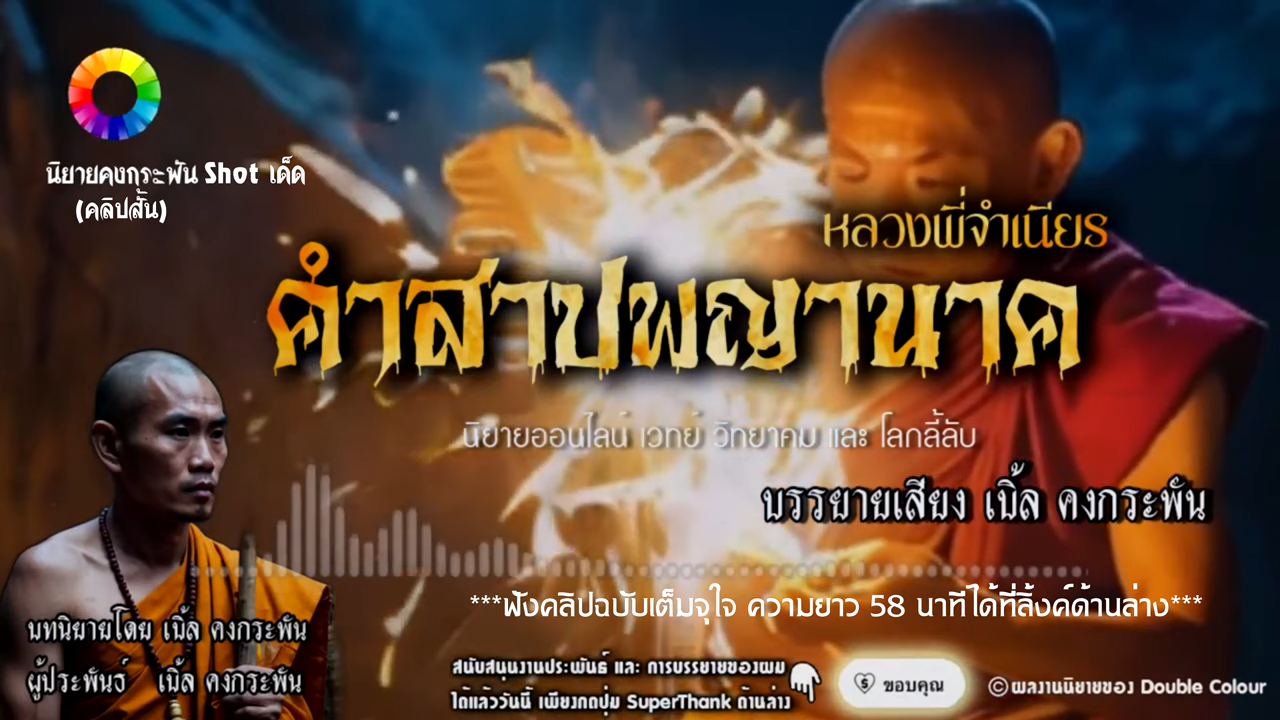 นิยายคงกระพัน Shot เด็ด
(คลิปสั้น)
หลวงพี่จำเนียร
คำสาปพญานาค
นิยายออนไลน์ เวทย์ วิทยาคม และ โลกลี้ลับ
บรรยายเสียง เบิ้ล คงกระพัน
***ฟังคลิปฉบับเต็มจุใจ ความยาว 58 นาทีได้ที่ลิ้งค์ด้านล่าง***
บทนิยายโดย เบิ้ล คงกระพัน
ผู้ประพันธ์ เบิ้ล คงกระพัน
สนับสนุนงานประพันธ์ และ การบรรยายของผม
ได้แล้ววันนี้ เพียงกดปุ่ม SuperThank ด้านล่าง
$ ขอบคุณ
©ผลงานนิยายของ Double Colour